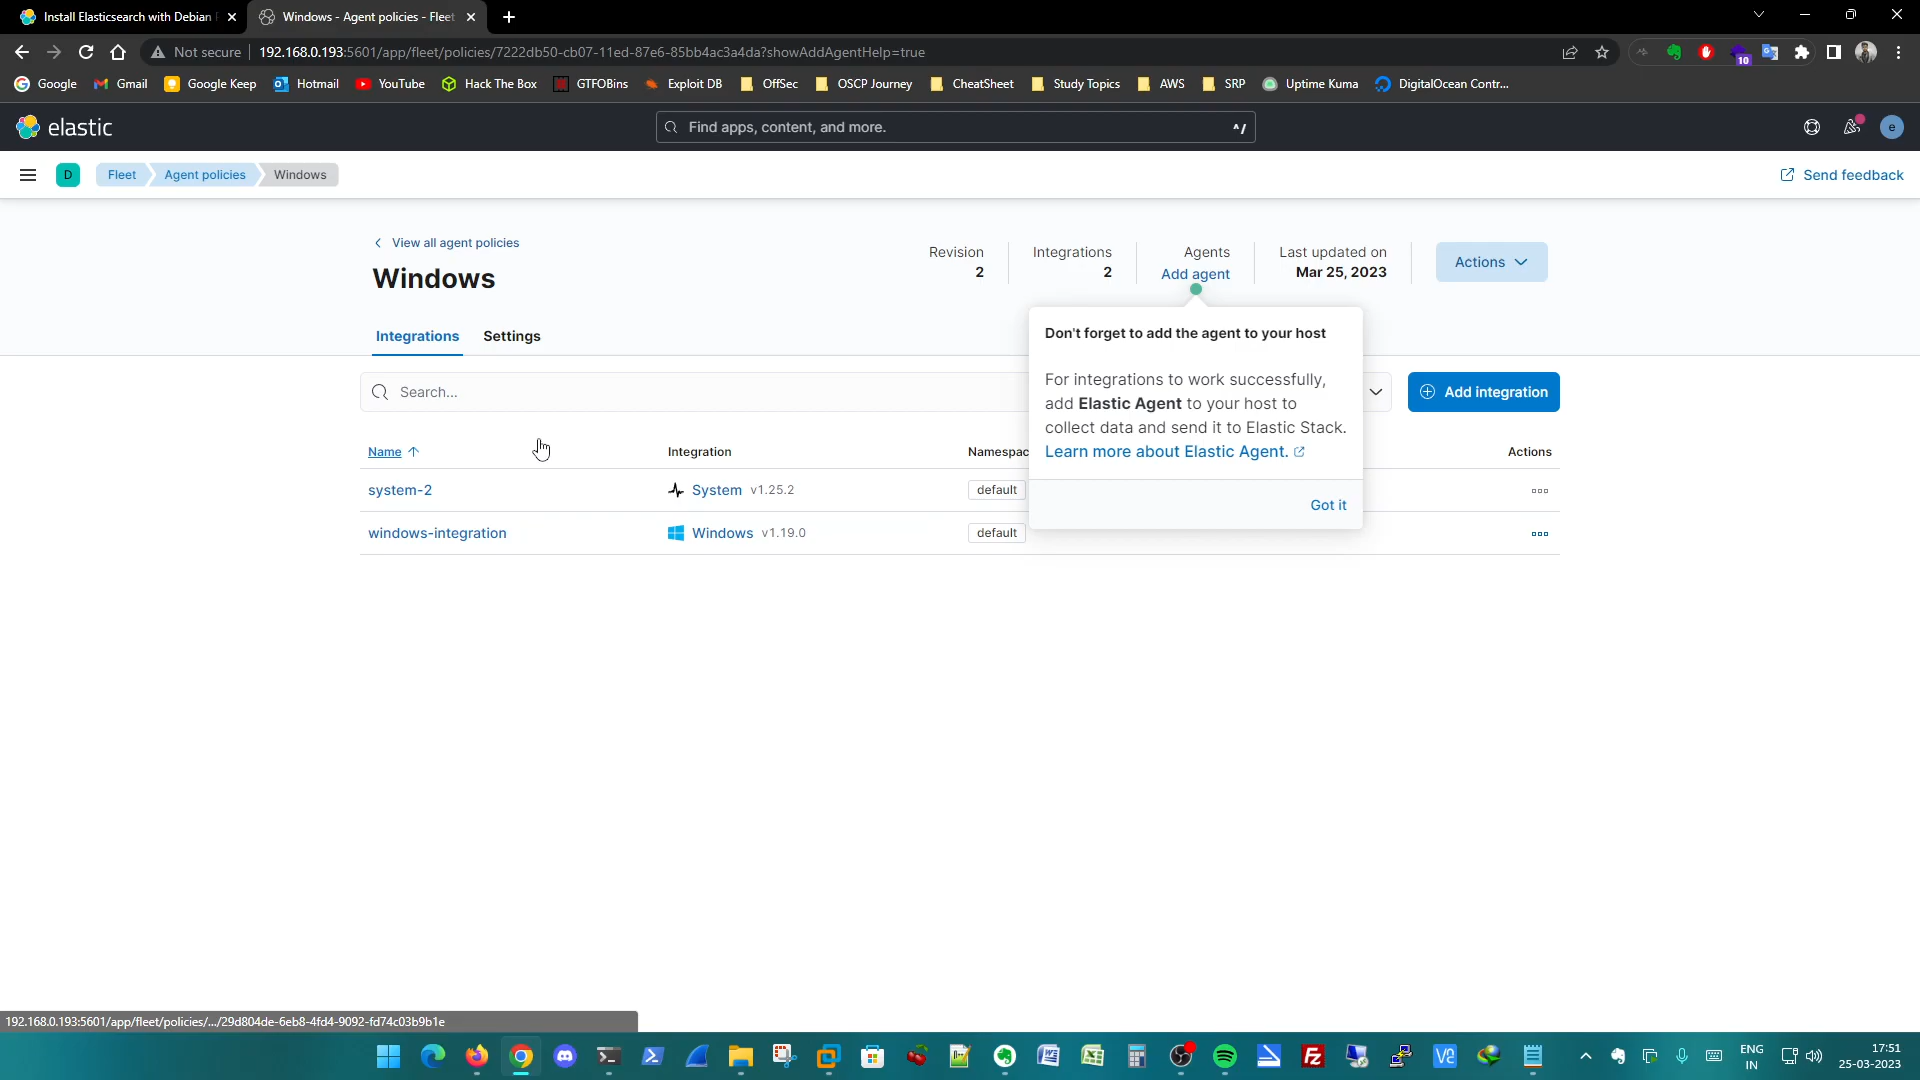 Install Elasticsearch with Debian
Windows - Agent policies - Fleet
Not secure
192.168.0.193:5601/app/fleet/policies/7222db50-cb07-11ed-87e6-85bb4ac3a4da?showAddAgentHelp=true
10
Google
Gmail
Google Keep
Hotmail
YouTube
Hack The Box
GTFOBins
Exploit DB
OffSec
OSCP Journey
CheatSheet
Study Topics
AWS
SRP
Uptime Kuma
DigitalOcean Contr...
elastic
Find apps, content, and more.
^/
e
D
Fleet
Agent policies
Windows
Send feedback
View all agent policies
Windows
Revision
2
Integrations
2
Agents
Add agent
Last updated on
Mar 25, 2023
Actions
Integrations
Settings
Don't forget to add the agent to your host
For integrations to work successfully,
add Elastic Agent to your host to
collect data and send it to Elastic Stack.
Learn more about Elastic Agent.
Got it
Search...
Add integration
Name
Integration
Namespac
Actions
system-2
System v1.25.2
default
windows-integration
Windows v1.19.0
default
192.168.0.193:5601/app/fleet/policies/.../29d804de-6eb8-4fd4-9092-fd74c03b9b1e
ENG
IN
17:51
25-03-2023